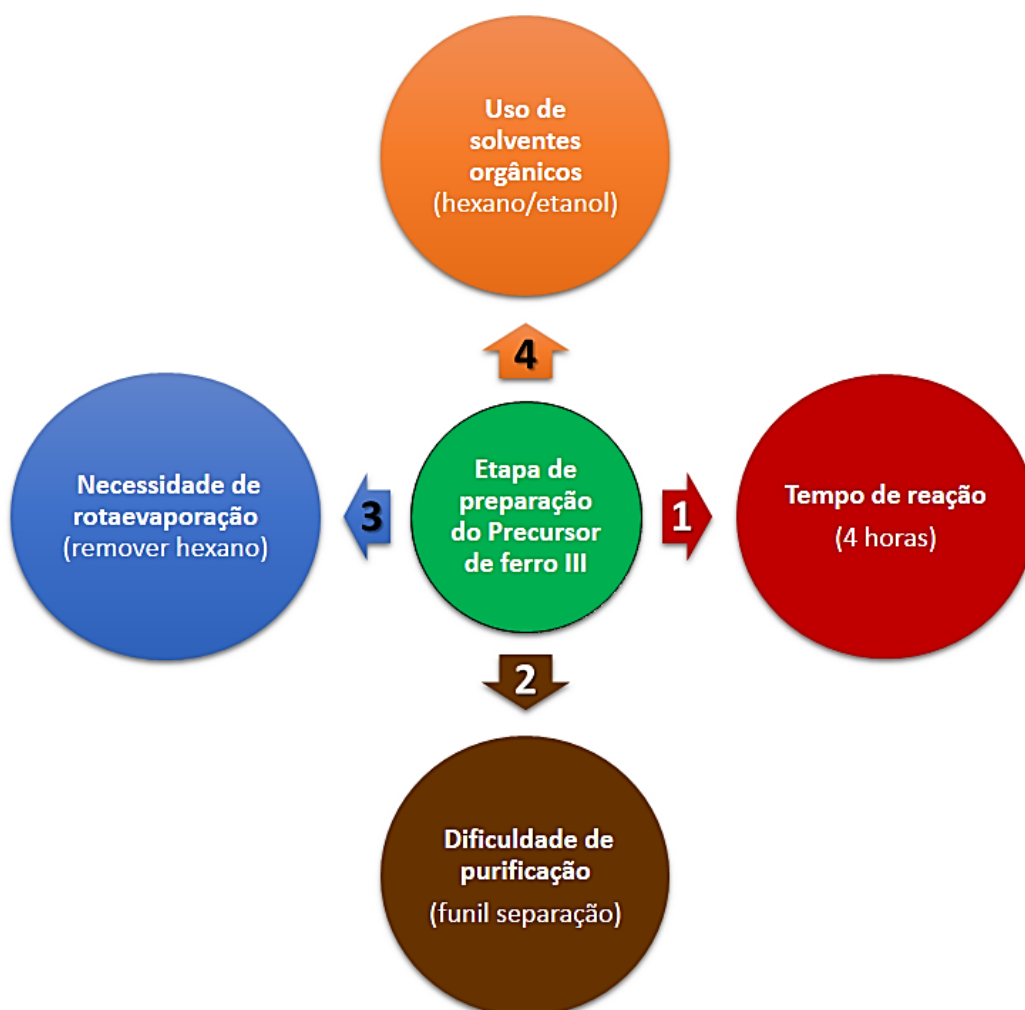 Uso de
solventes
orgânicos
(hexano/etanol)
4
Necessidade de
rotaevaporação
(remover hexano)
3
Etapa de
preparação
do Precursor
de ferro III
1
Tempo de reação
(4 horas)
2
Dificuldade de
purificação
(funil separação)